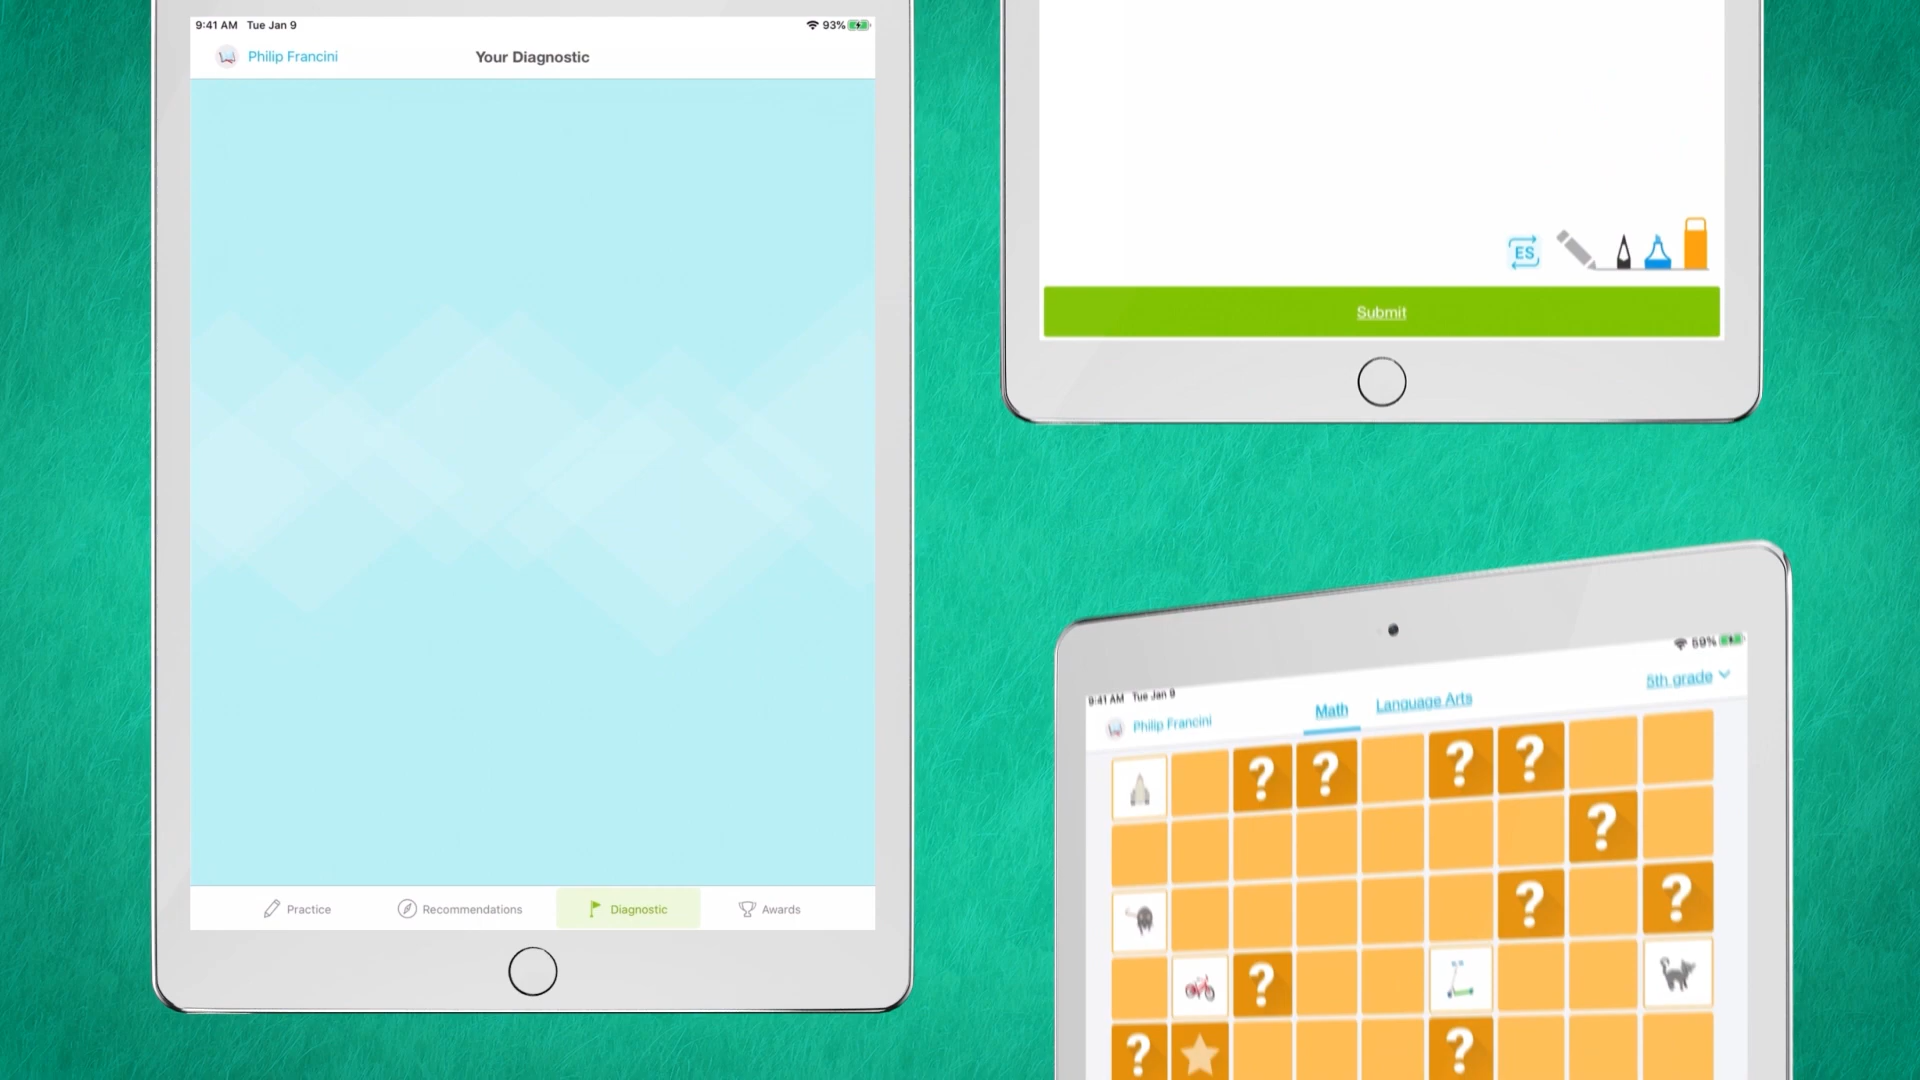 9:41 AM Tue Jan 9
93%
Philip Francini
Your Diagnostic
Practice
Recommendations
Diagnostic
Awards
ES
Submit
9:41 AM Tue Jan 9
59%
Philip Francini
Math
Language Arts
5th grade
? ? ? ?
?
? ?
?
? ?